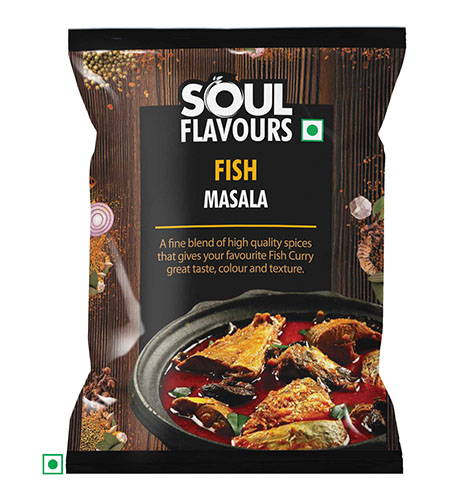 SOUL
FLAVOURS
FISH
MASALA
A fine blend of high quality spices
that gives your favourite Fish Curry
great taste, colour and texture.